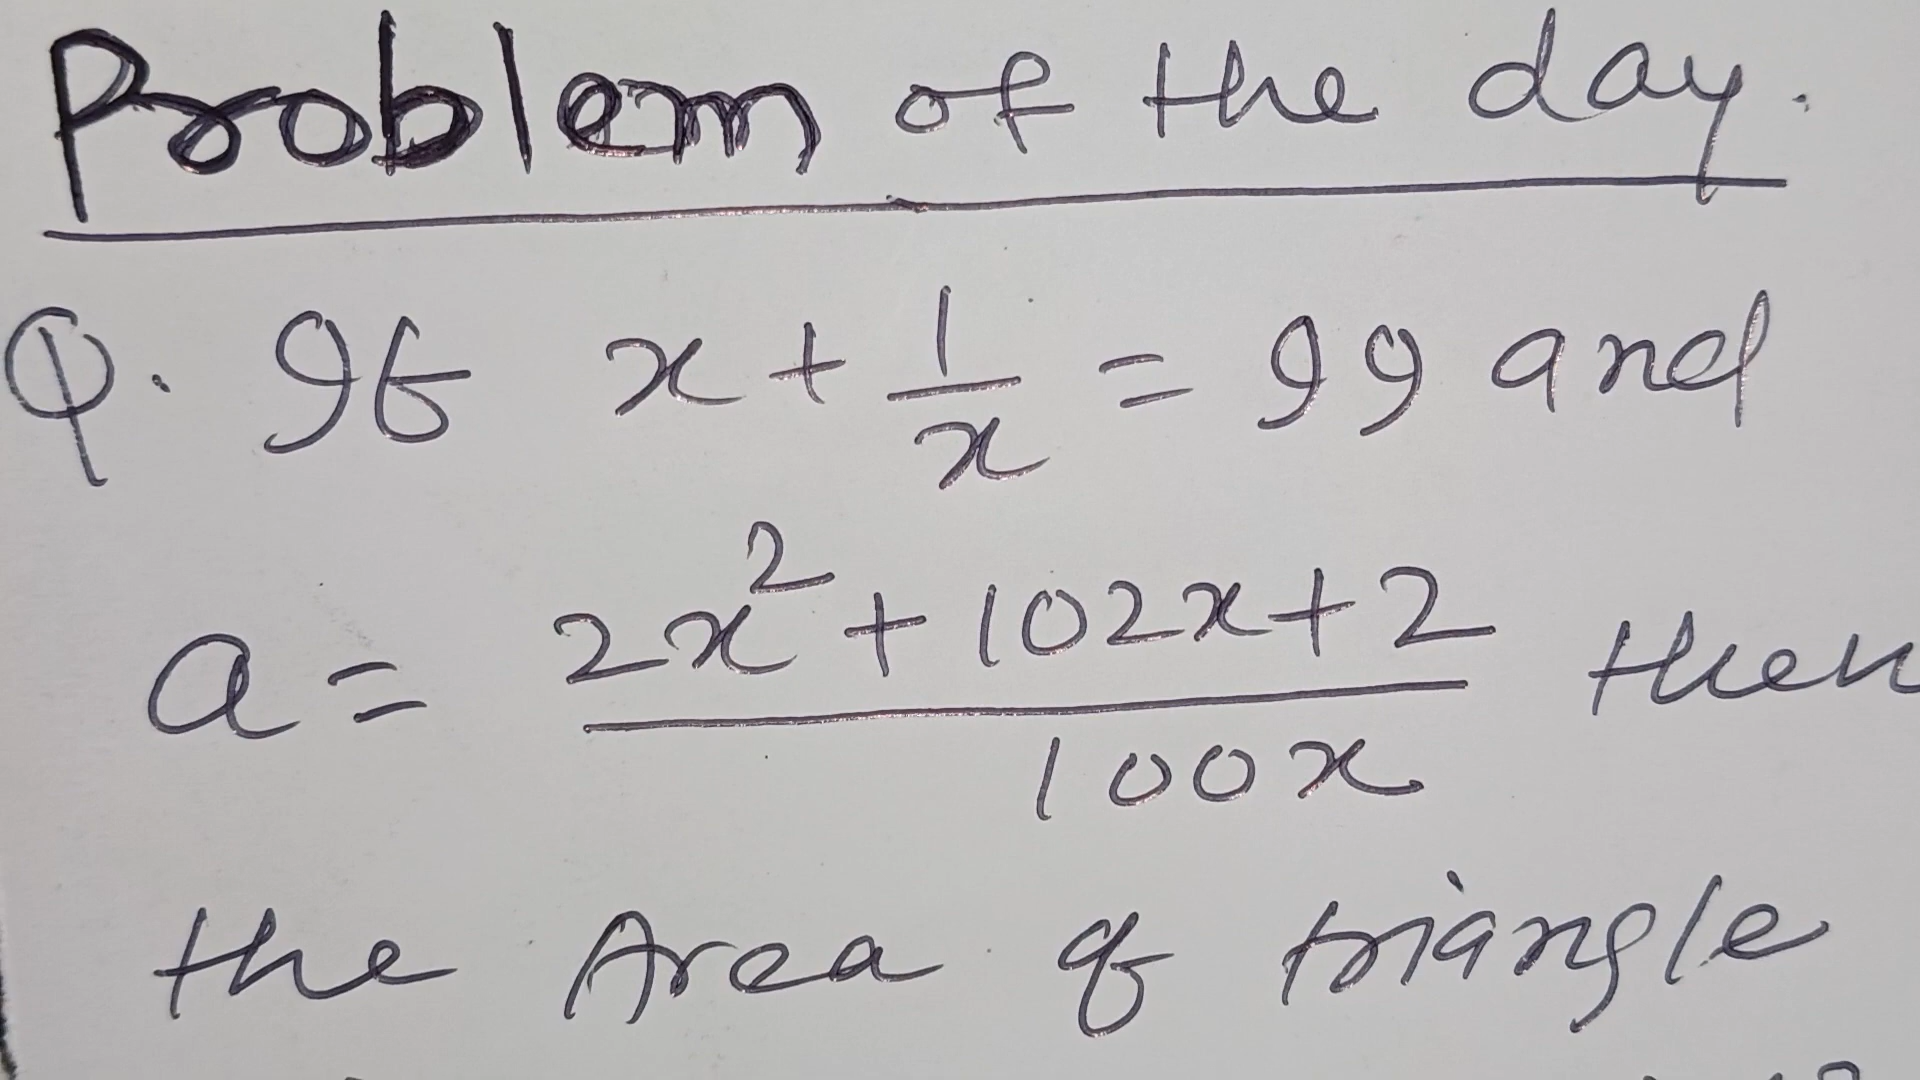 Problem of the day.
Q. If x + 1/x = 99 and
a = (2x² + 102x + 2)/(100x) then
the Area of triangle